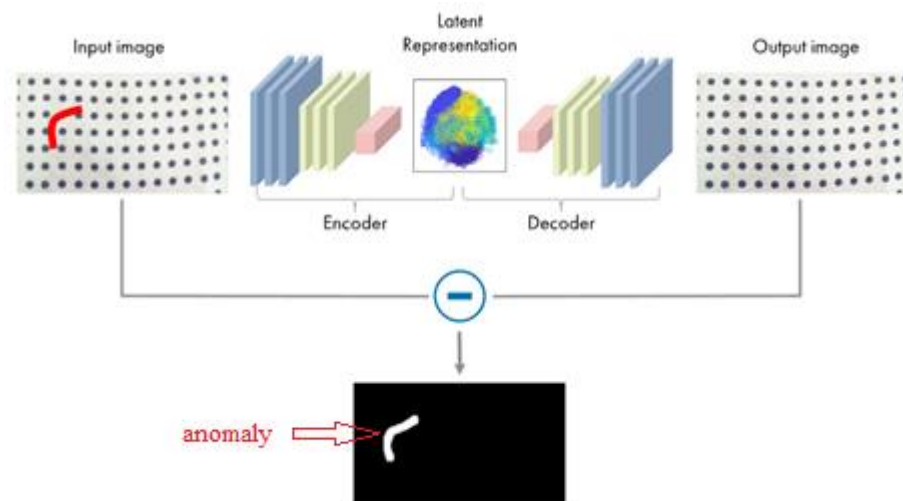 Input image
Latent
Representation
Output image
Encoder
Decoder
anomaly